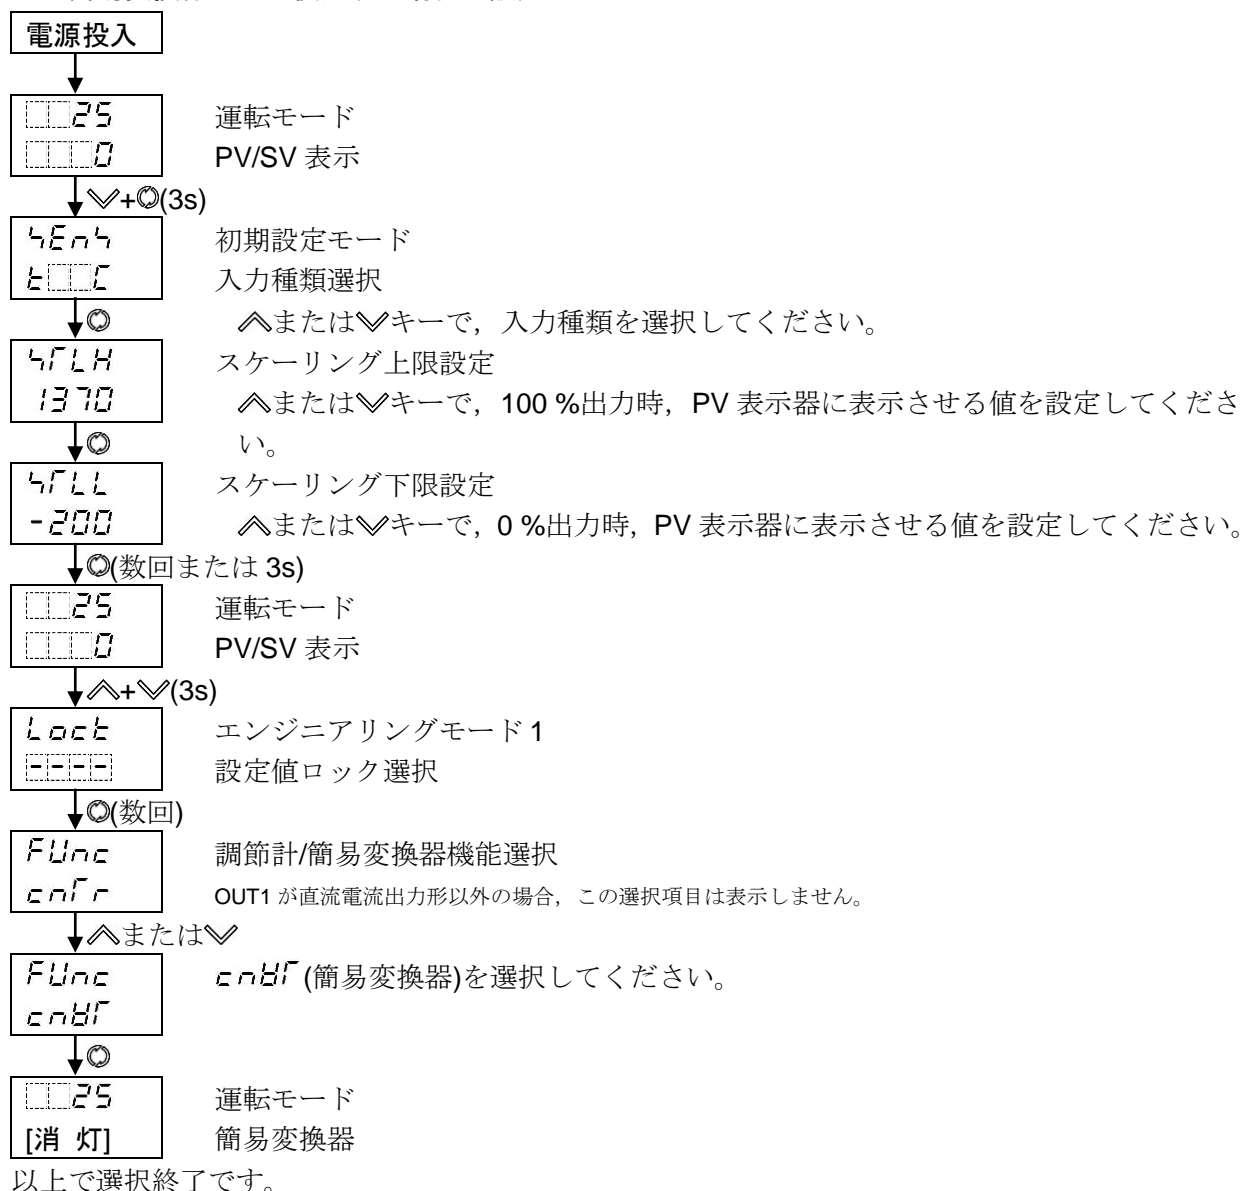 電源投入
25 運転モード
0 PV/SV 表示
+(3s)
SEnS 初期設定モード
E C 入力種類選択
またはキーで，入力種類を選択してください。
SFLH スケーリング上限設定
1370 またはキーで，100 %出力時，PV 表示器に表示させる値を設定してくださ
い。
SFLL スケーリング下限設定
-200 またはキーで，0 %出力時，PV 表示器に表示させる値を設定してください。
(数回または 3s)
25 運転モード
0 PV/SV 表示
+(3s)
Lock エンジニアリングモード 1
---- 設定値ロック選択
(数回)
FUnc 調節計/簡易変換器機能選択
cnΓr OUT1 が直流電流出力形以外の場合，この選択項目は表示しません。
または
FUnc cnVΓ(簡易変換器)を選択してください。
cnVΓ
25 運転モード
[消 灯] 簡易変換器
以上で選択終了です。